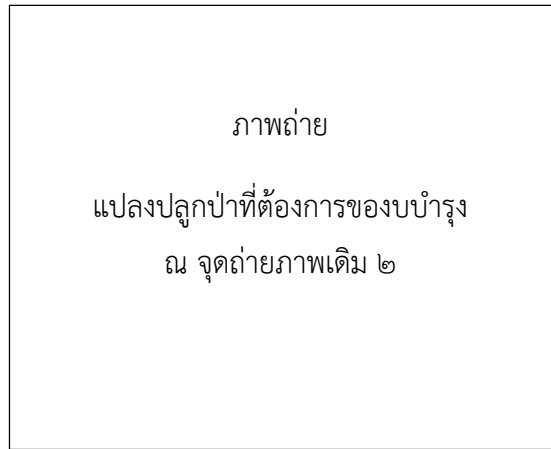 ภาพถ่าย
แปลงปลูกป่าที่ต้องการของบบำรุง
ณ จุดถ่ายภาพเดิม ๒